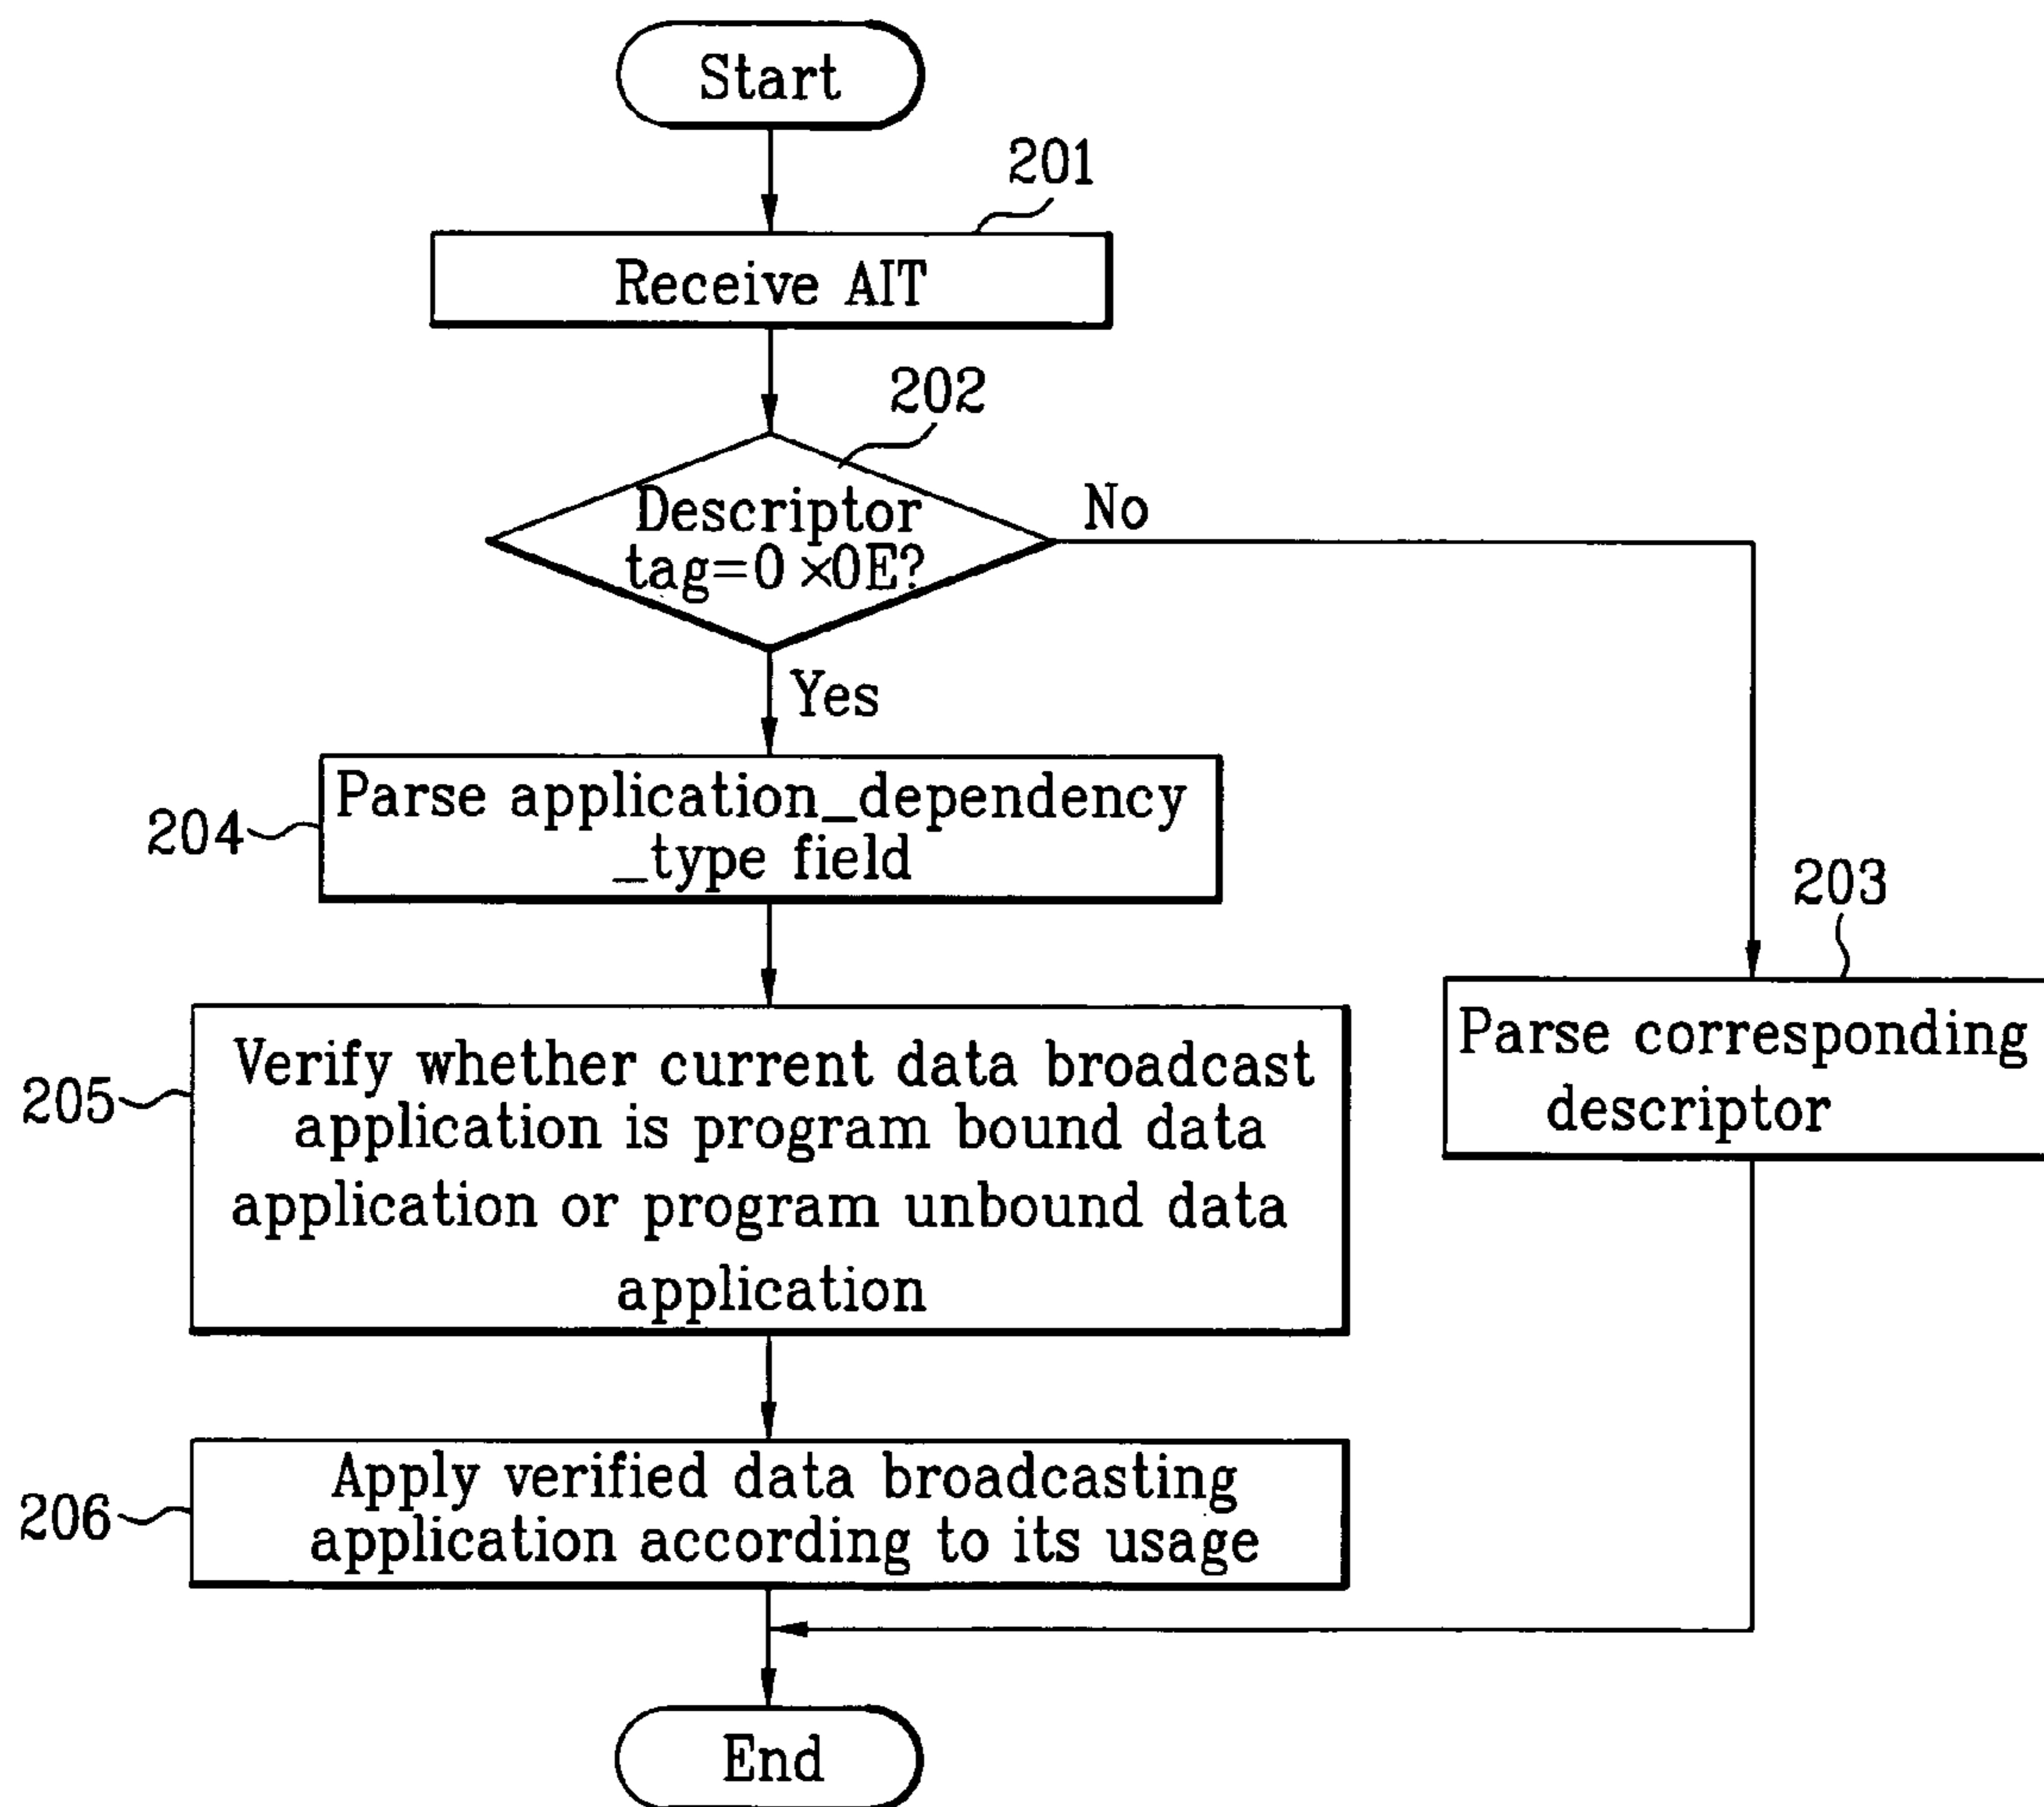 Start
201
Receive AIT
202
Descriptor
tag=0×0E?
No
Yes
204
Parse application_dependency
_type field
203
Parse corresponding
descriptor
205
Verify whether current data broadcast
application is program bound data
application or program unbound data
application
206
Apply verified data broadcasting
application according to its usage
End